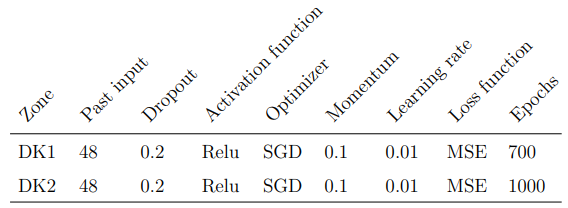 Zone Past input Dropout Activation function Optimizer Momentum Learning rate Loss function Epochs
DK1 48 0.2 Relu SGD 0.1 0.01 MSE 700
DK2 48 0.2 Relu SGD 0.1 0.01 MSE 1000